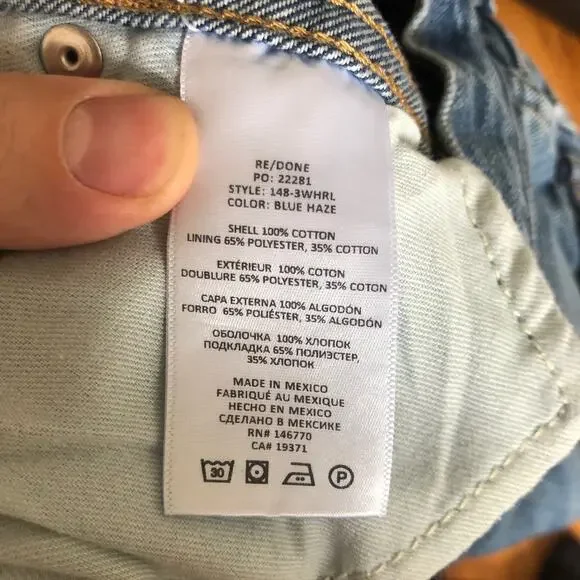 RE/DONE
PO: 22281
STYLE: 148-3WHRL
COLOR: BLUE HAZE
SHELL 100% COTTON
LINING 65% POLYESTER, 35% COTTON
EXTÉRIEUR 100% COTON
DOUBLURE 65% POLYESTER, 35% COTON
CAPA EXTERNA 100% ALGODÓN
FORRO 65% POLIÉSTER, 35% ALGODÓN
ОБОЛОЧКА 100% ХЛОПОК
ПОДКЛАДКА 65% ПОЛИЭСТЕР,
35% ХЛОПОК
MADE IN MEXICO
FABRIQUÉ AU MEXIQUE
HECHO EN MEXICO
СДЕЛАНО В МЕКСИКЕ
RN# 146770
CA# 19371
30 P